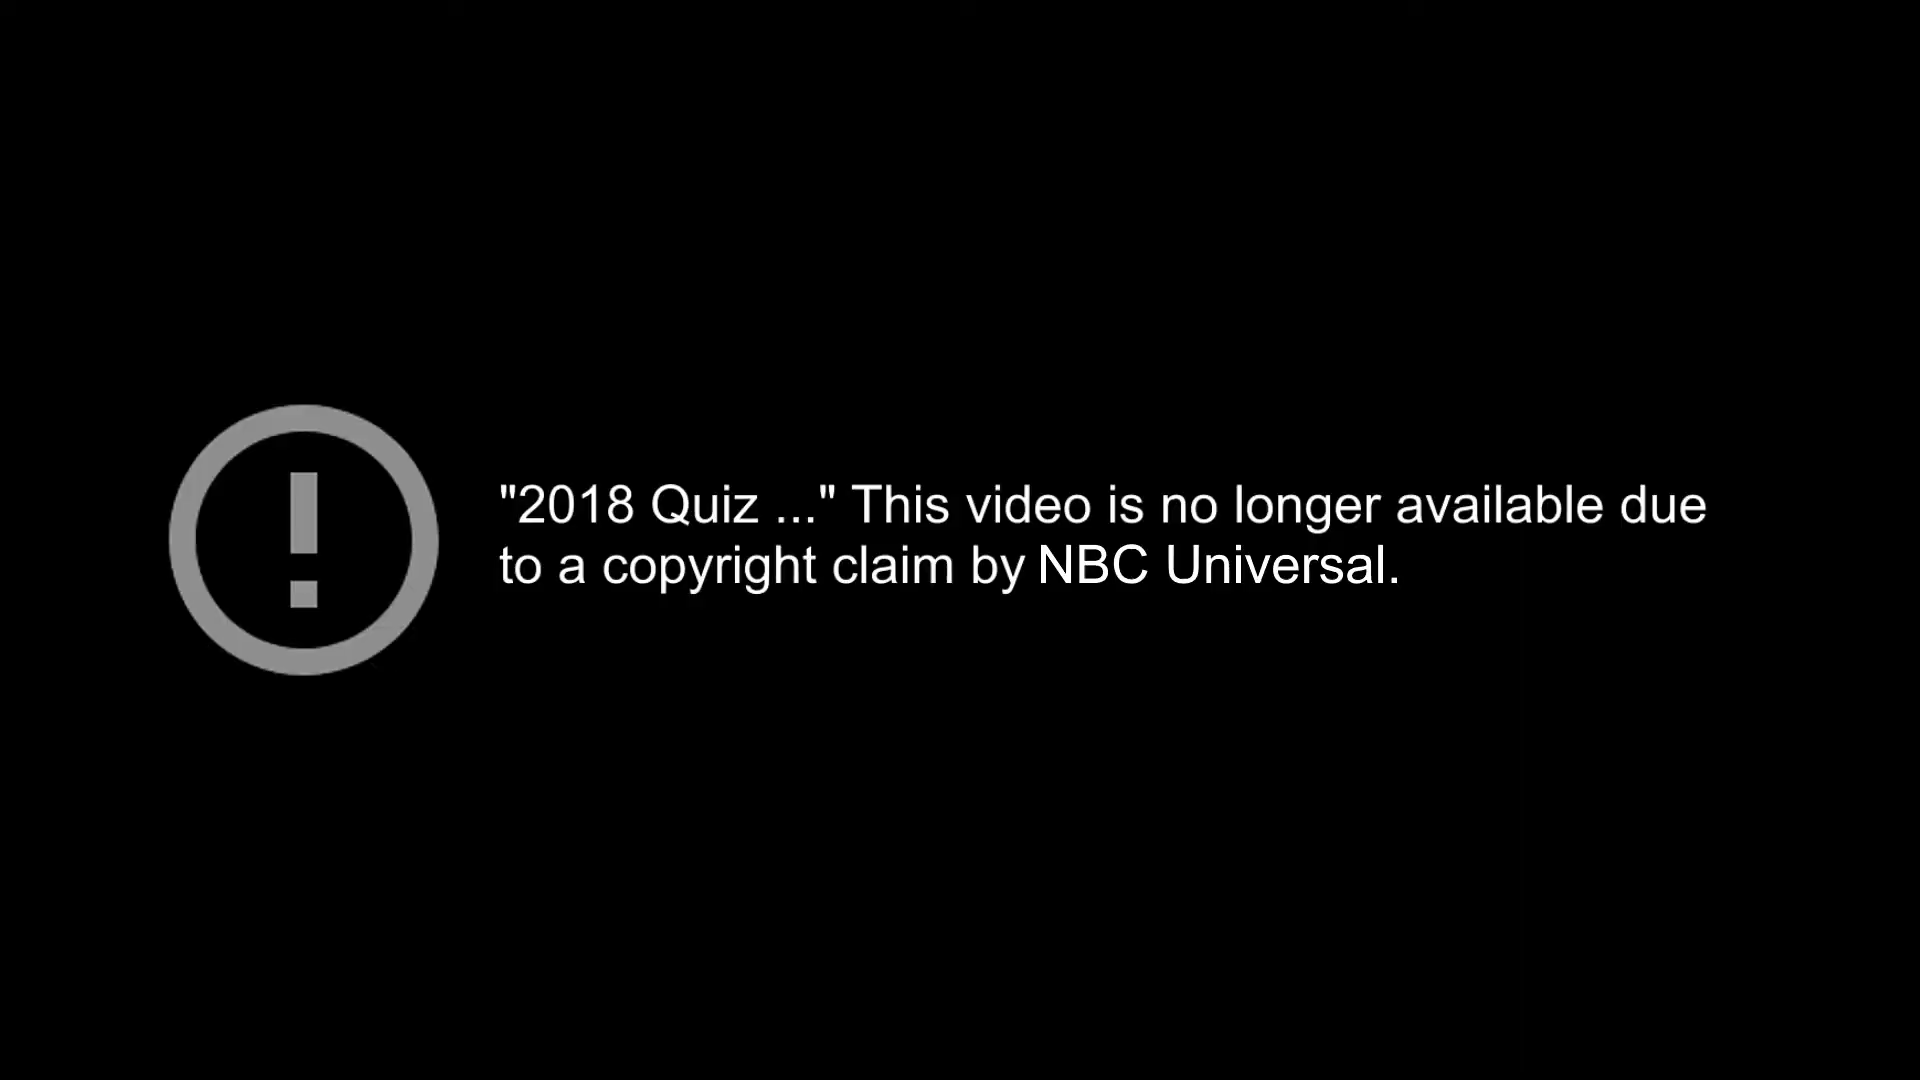 "2018 Quiz ..." This video is no longer available due
to a copyright claim by NBC Universal.